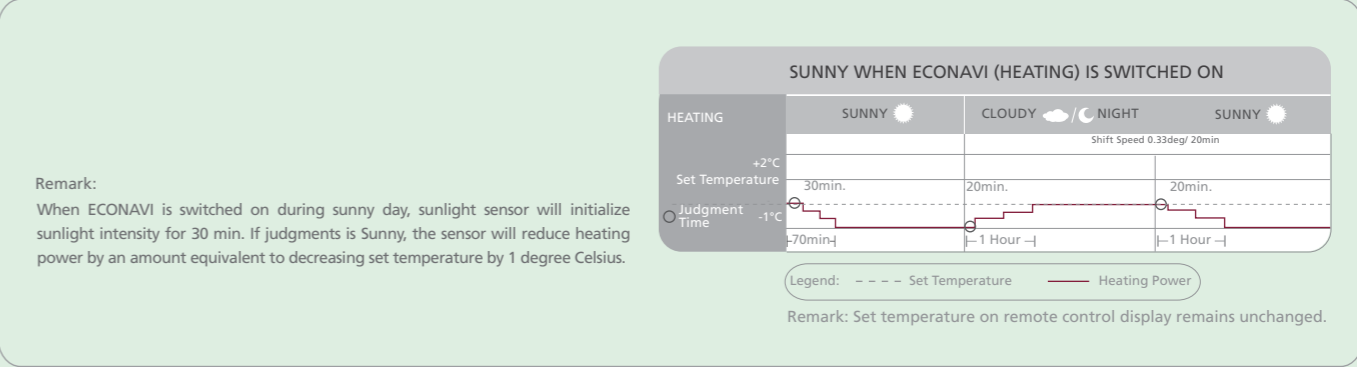 Remark:
When ECONAVI is switched on during sunny day, sunlight sensor will initialize
sunlight intensity for 30 min. If judgments is Sunny, the sensor will reduce heating
power by an amount equivalent to decreasing set temperature by 1 degree Celsius.
SUNNY WHEN ECONAVI (HEATING) IS SWITCHED ON
HEATING
SUNNY
CLOUDY / NIGHT
SUNNY
Shift Speed 0.33deg/ 20min
+2°C
Set Temperature
30min.
20min.
20min.
Judgment
Time
-1°C
70min
1 Hour
1 Hour
Legend: Set Temperature Heating Power
Remark: Set temperature on remote control display remains unchanged.